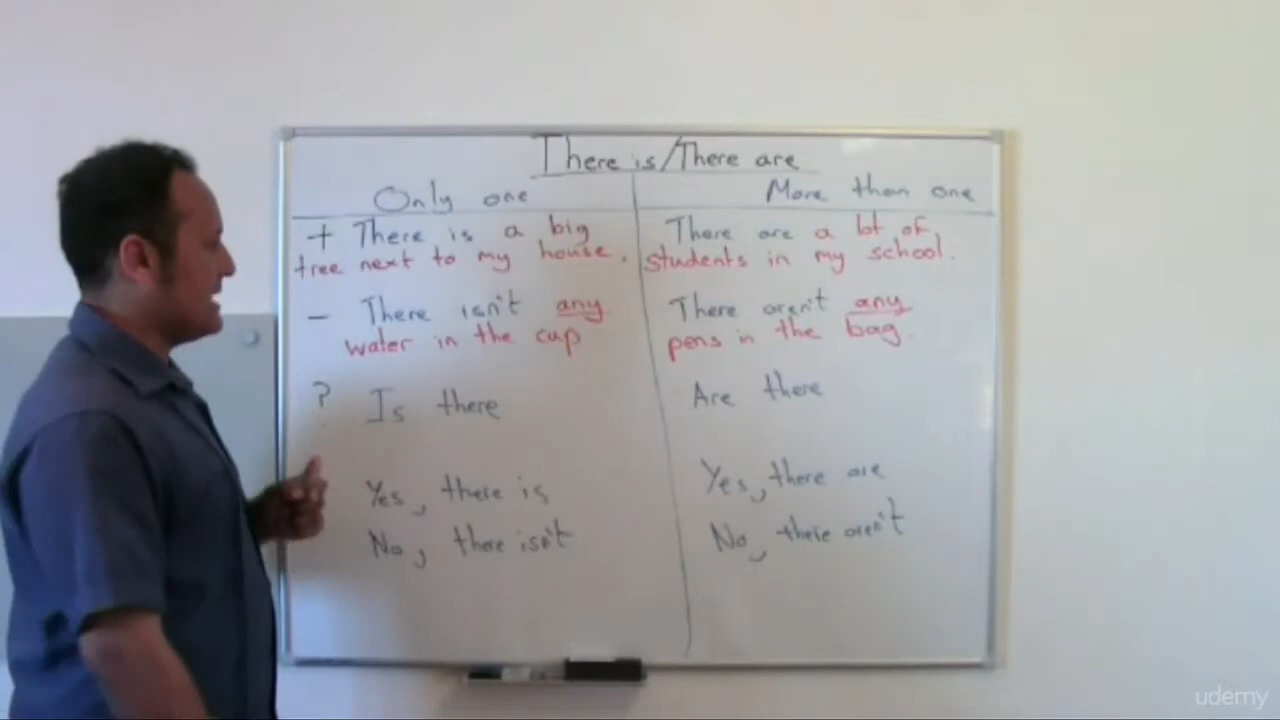 There is/There are
Only one
More than one
+ There is a big
tree next to my house.
There are a lot of
students in my school.
- There isn't any
water in the cup
There aren't any
pens in the bag.
? Is there
Are there
Yes, there is
No, there isn't
Yes, there are
No, there aren't
udemy